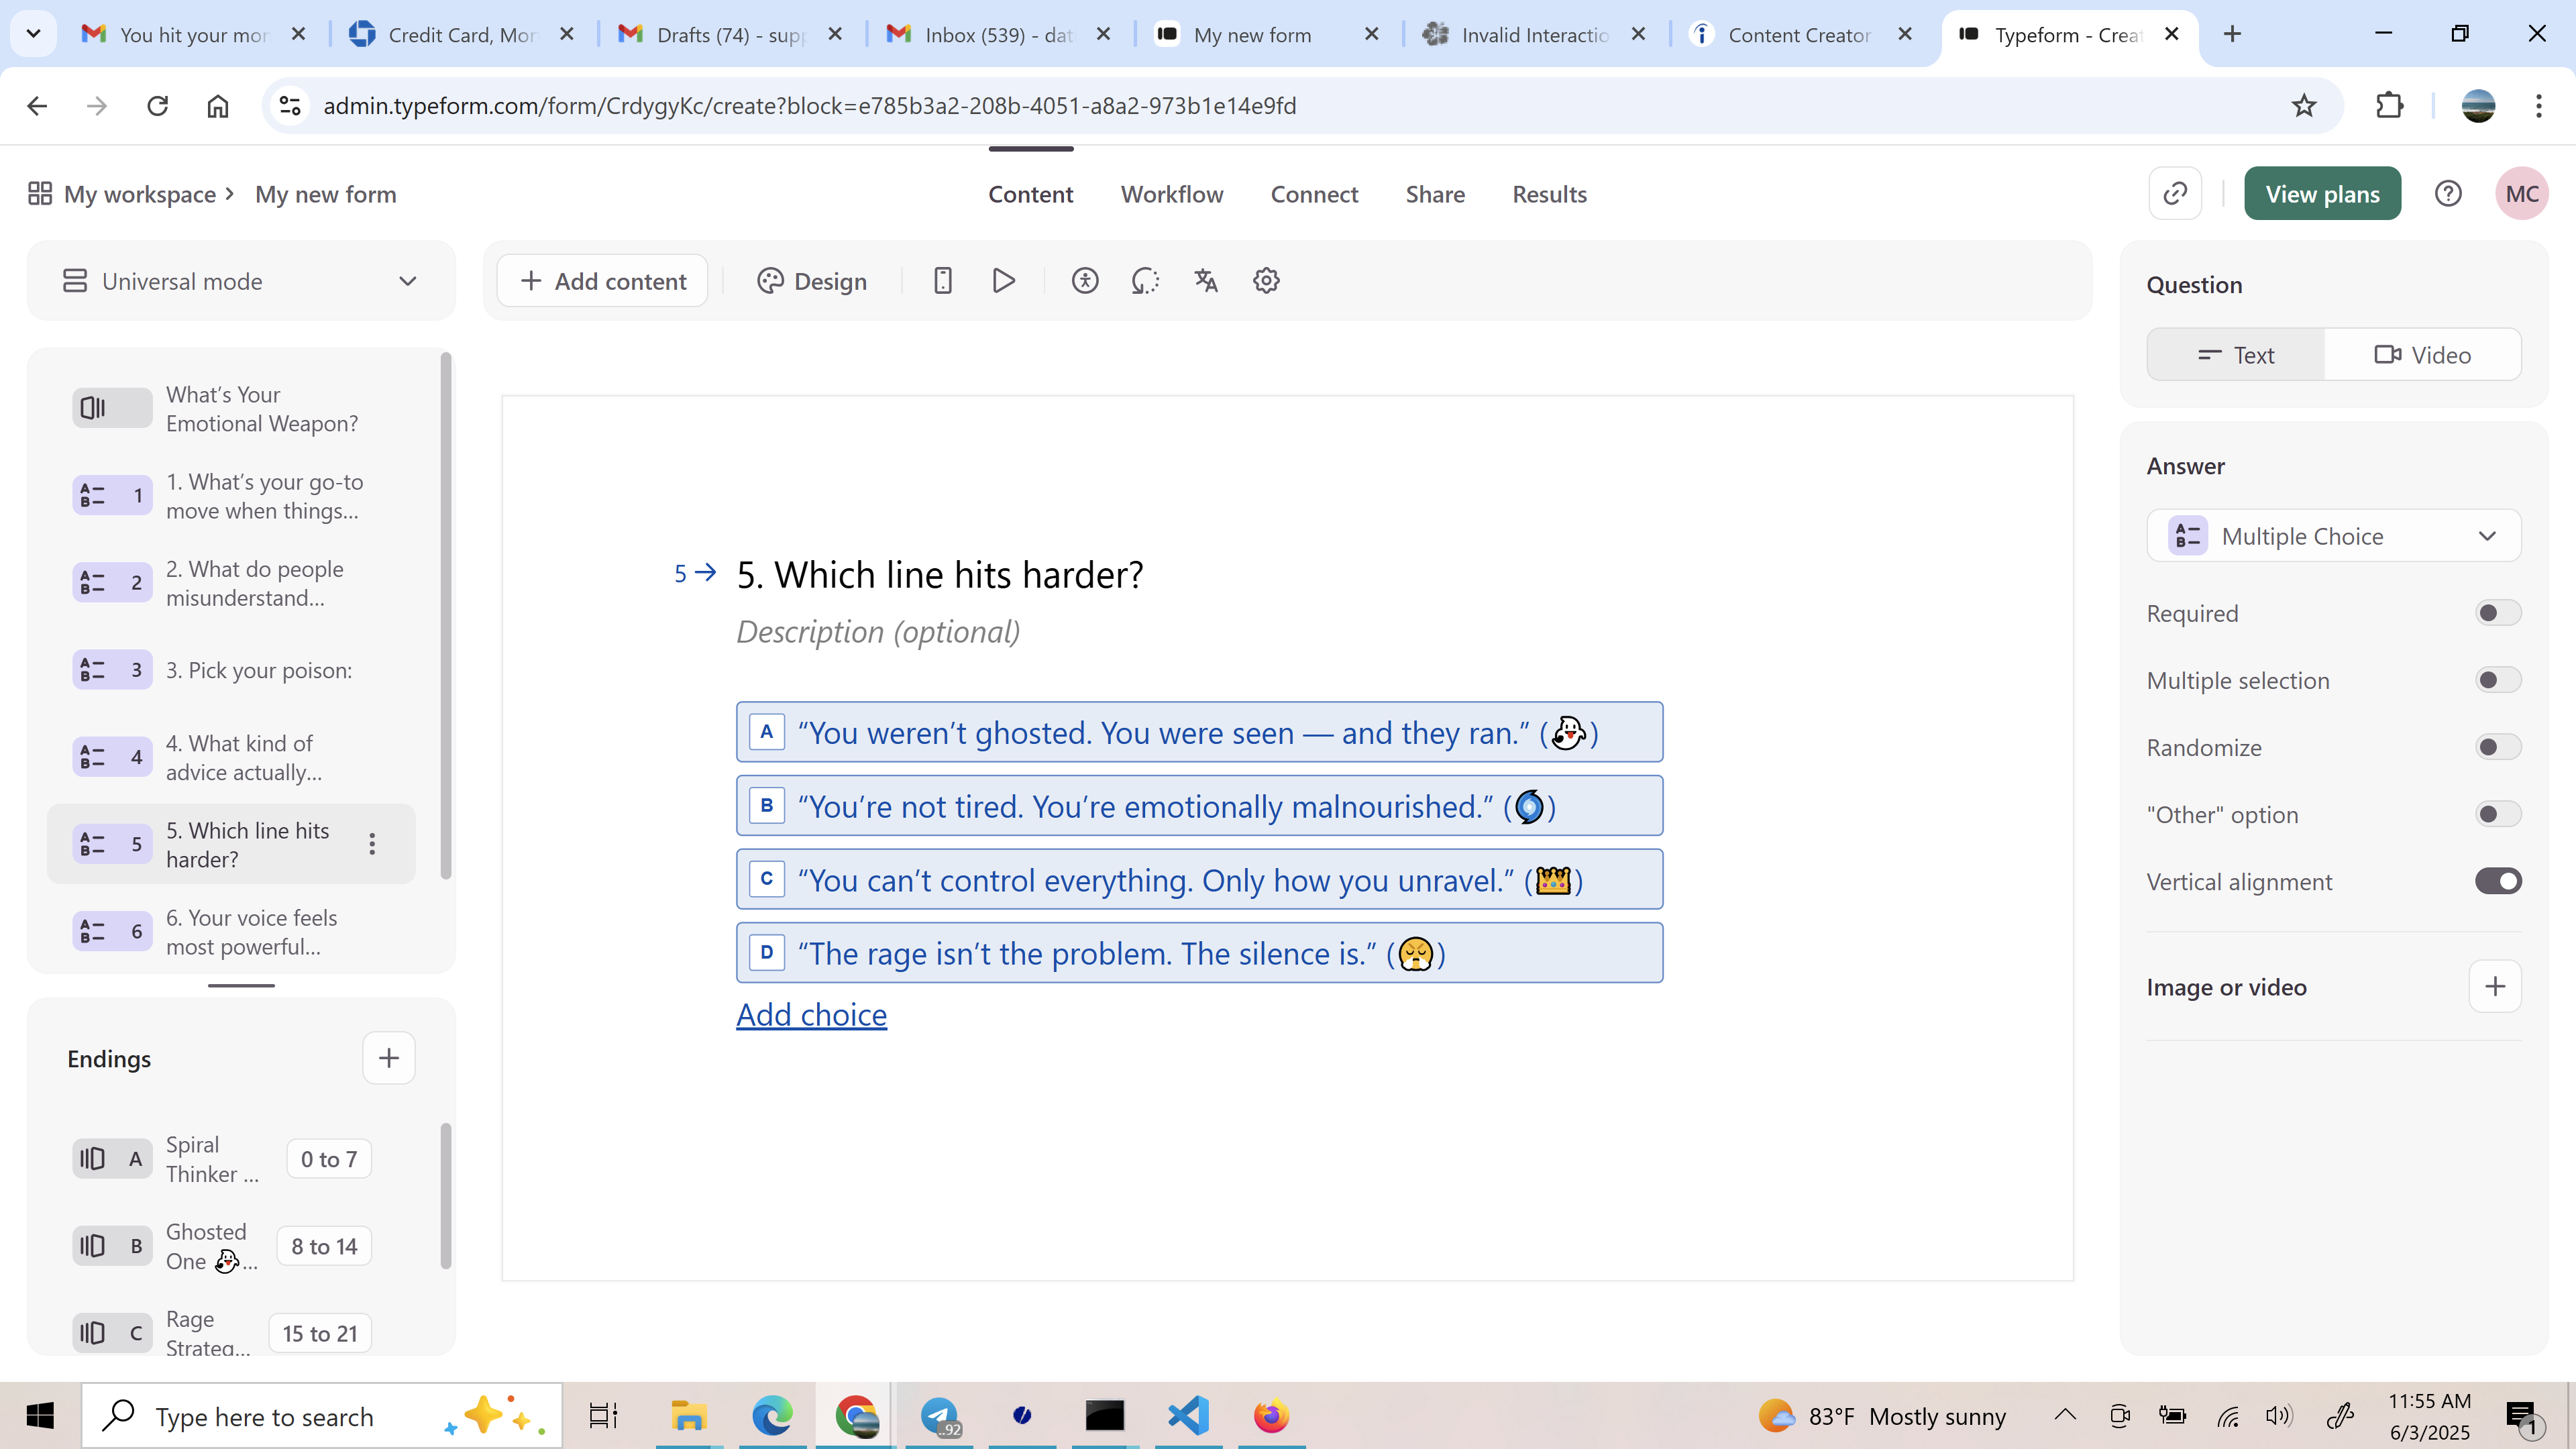 You hit your mor
Credit Card, Mor
Drafts (74) - supp
Inbox (539) - dat
My new form
Invalid Interactio
Content Creator
Typeform - Creat
admin.typeform.com/form/CrdygyKc/create?block=e785b3a2-208b-4051-a8a2-973b1e14e9fd
My workspace
My new form
Content
Workflow
Connect
Share
Results
View plans
MC
Universal mode
Add content
Design
What’s Your
Emotional Weapon?
1
1. What’s your go-to
move when things...
2
2. What do people
misunderstand...
3
3. Pick your poison:
4
4. What kind of
advice actually...
5
5. Which line hits
harder?
6
6. Your voice feels
most powerful...
Endings
A
Spiral
Thinker ...
0 to 7
B
Ghosted
One 👻...
8 to 14
C
Rage
Strateg...
15 to 21
5 → 5. Which line hits harder?
Description (optional)
A “You weren’t ghosted. You were seen — and they ran.” (👻)
B “You’re not tired. You’re emotionally malnourished.” (🌀)
C “You can’t control everything. Only how you unravel.” (👑)
D “The rage isn’t the problem. The silence is.” (😤)
Add choice
Question
Text
Video
Answer
Multiple Choice
Required
Multiple selection
Randomize
"Other" option
Vertical alignment
Image or video
Type here to search
..92
83°F Mostly sunny
11:55 AM
6/3/2025
1